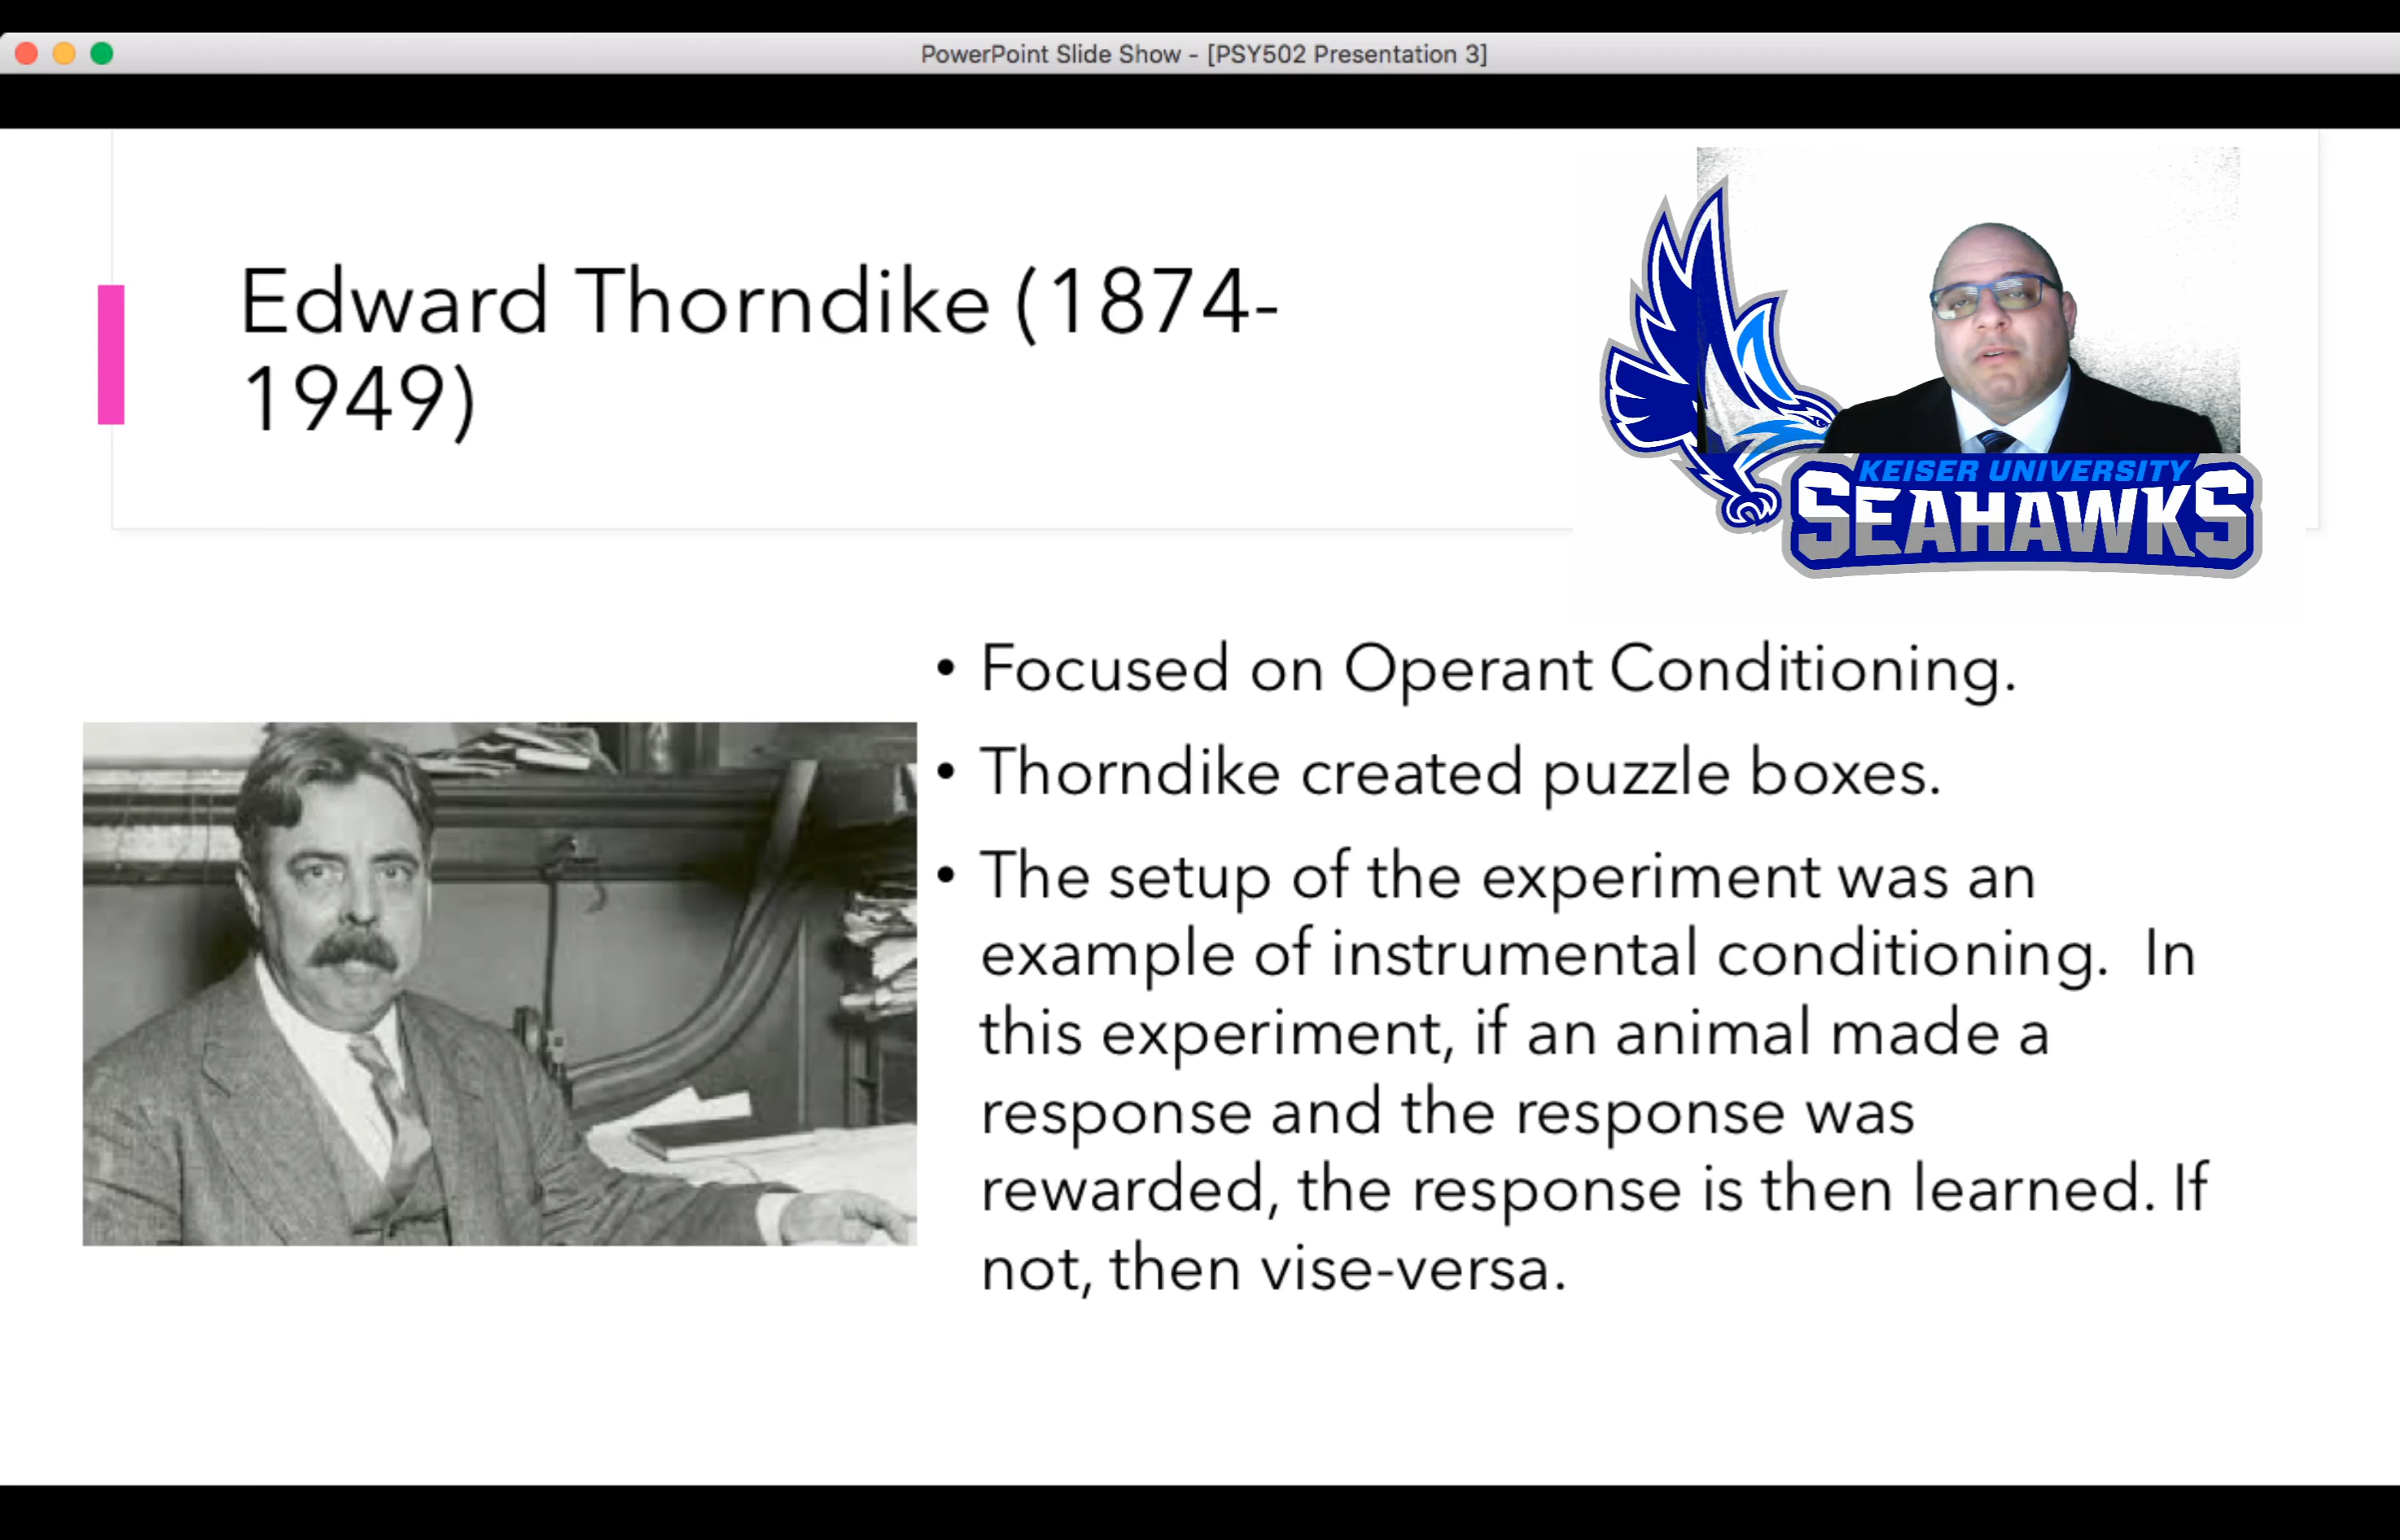 PowerPoint Slide Show - [PSY502 Presentation 3]
Edward Thorndike (1874-
1949)
KEISER UNIVERSITY
SEAHAWKS
• Focused on Operant Conditioning.
• Thorndike created puzzle boxes.
• The setup of the experiment was an
example of instrumental conditioning.  In
this experiment, if an animal made a
response and the response was
rewarded, the response is then learned. If
not, then vise-versa.